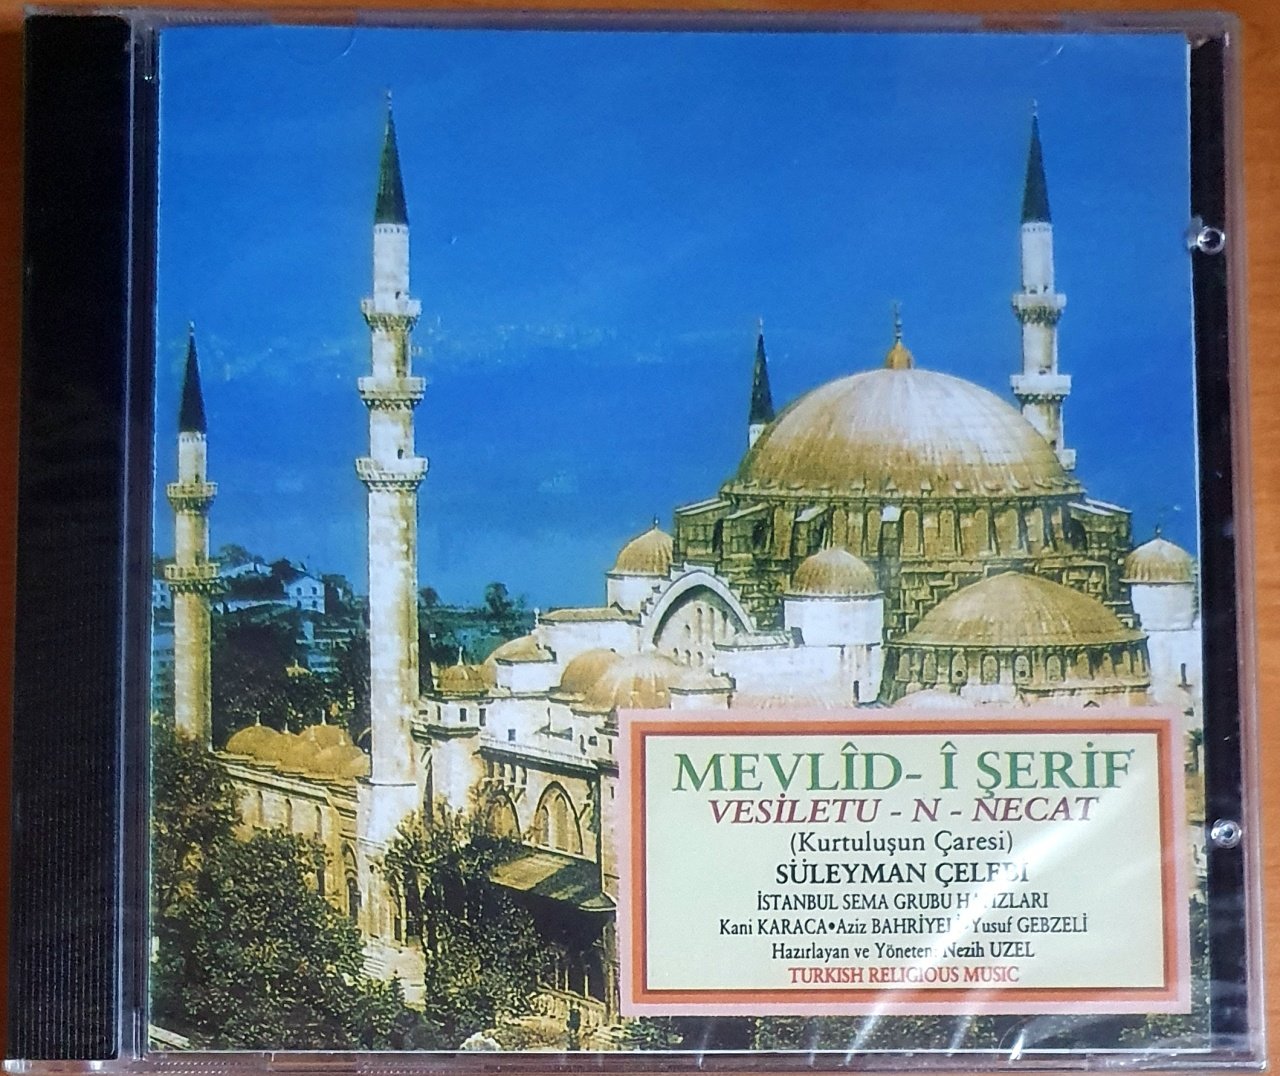 MEVLÎD - Î ŞERİF
VESİLETU - N - NECAT
(Kurtuluşun Çaresi)
SÜLEYMAN ÇELEBİ
İSTANBUL SEMA GRUBU HAFIZLARI
Kani KARACA•Aziz BAHRİYELİ•Yusuf GEBZELİ
Hazırlayan ve Yöneten: Nezih UZEL
TURKISH RELIGIOUS MUSIC